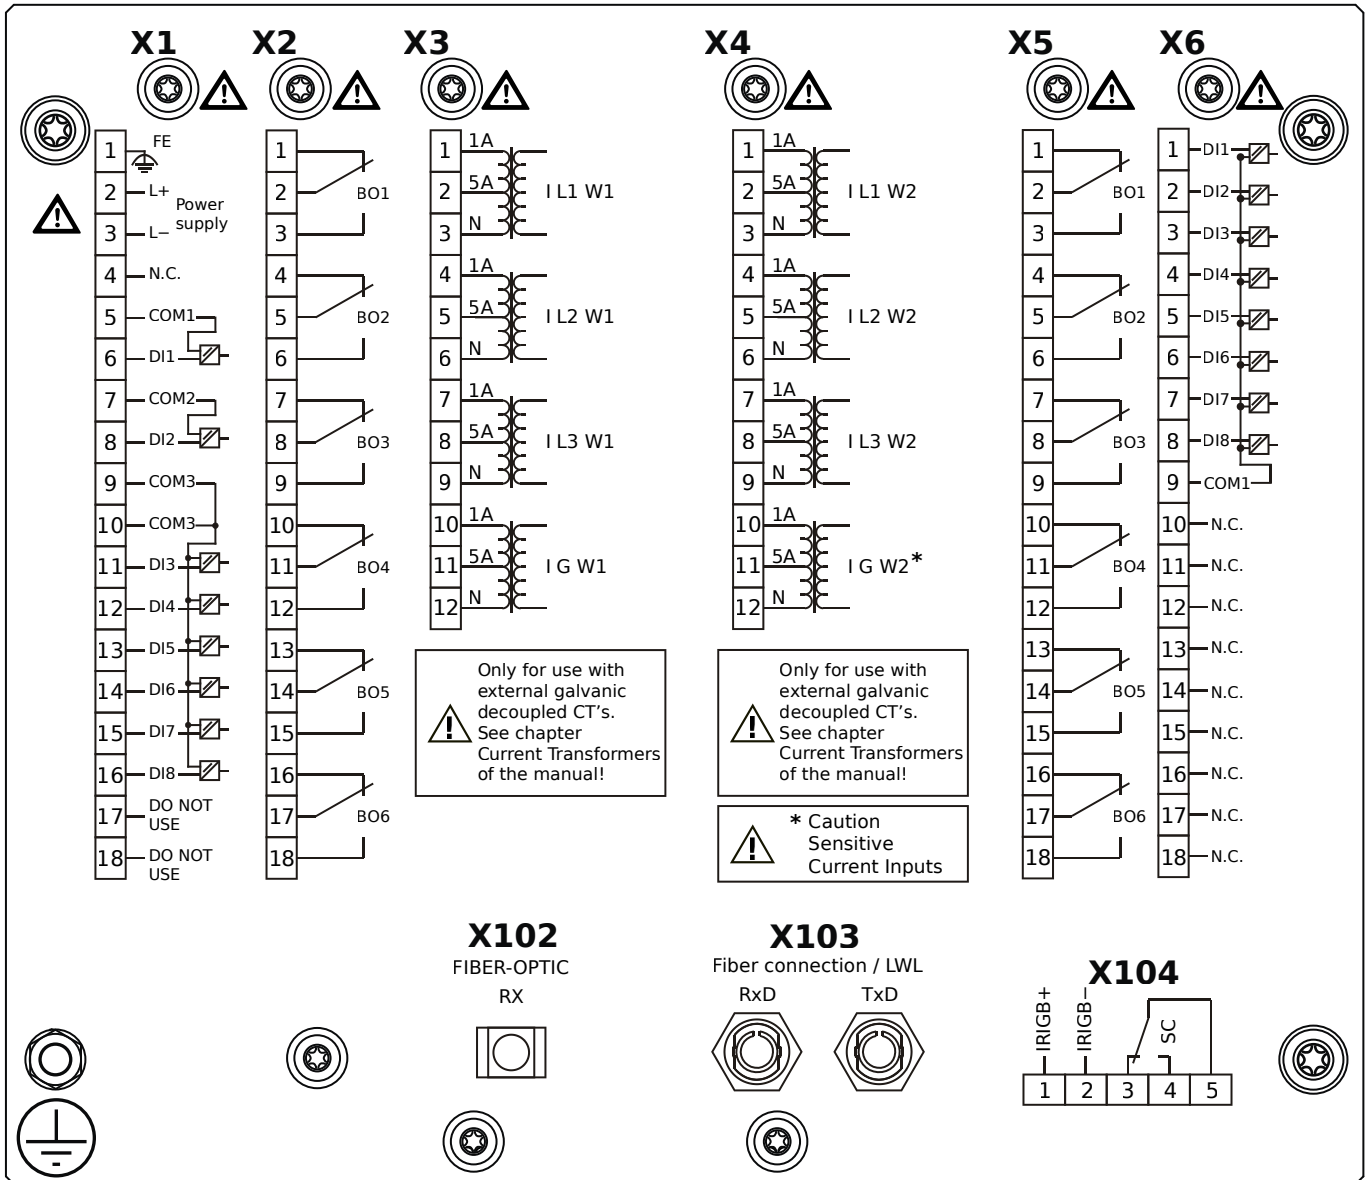 X1
X2
X3
X4
X5
X6
1 FE
2 L+
Power
supply
3 L−
4 N.C.
5 COM1
6 DI1
7 COM2
8 DI2
9 COM3
10 COM3
11 DI3
12 DI4
13 DI5
14 DI6
15 DI7
16 DI8
17 DO NOT
USE
18 DO NOT
USE
1
2 BO1
3
4
5 BO2
6
7
8 BO3
9
10
11 BO4
12
13
14 BO5
15
16
17 BO6
18
1 1A
2 5A I L1 W1
3 N
4 1A
5 5A I L2 W1
6 N
7 1A
8 5A I L3 W1
9 N
10 1A
11 5A I G W1
12 N
Only for use with
external galvanic
decoupled CT's.
See chapter
Current Transformers
of the manual!
1 1A
2 5A I L1 W2
3 N
4 1A
5 5A I L2 W2
6 N
7 1A
8 5A I L3 W2
9 N
10 1A
11 5A I G W2*
12 N
Only for use with
external galvanic
decoupled CT's.
See chapter
Current Transformers
of the manual!
* Caution
Sensitive
Current Inputs
1
2 BO1
3
4
5 BO2
6
7
8 BO3
9
10
11 BO4
12
13
14 BO5
15
16
17 BO6
18
1 DI1
2 DI2
3 DI3
4 DI4
5 DI5
6 DI6
7 DI7
8 DI8
9 COM1
10 N.C.
11 N.C.
12 N.C.
13 N.C.
14 N.C.
15 N.C.
16 N.C.
17 N.C.
18 N.C.
X102
FIBER-OPTIC
RX
X103
Fiber connection / LWL
RxD TxD
X104
IRIGB+
IRIGB−
SC
1 2 3 4 5